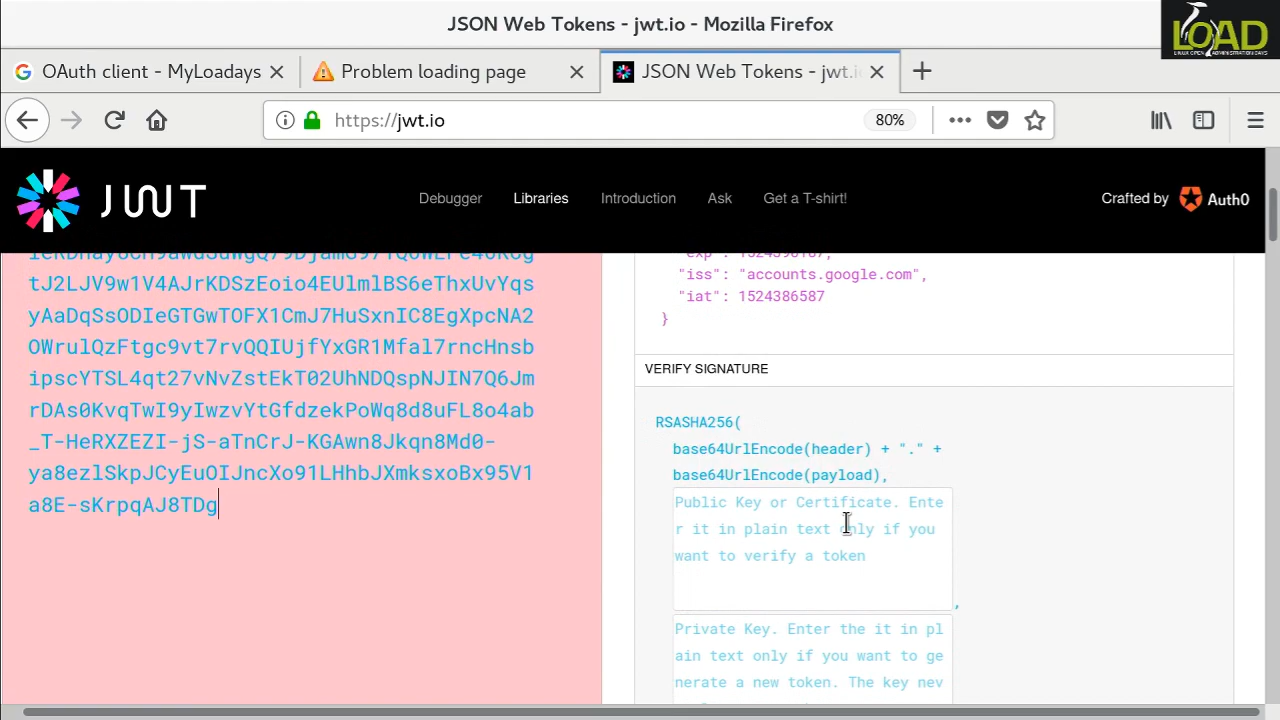 JSON Web Tokens - jwt.io - Mozilla Firefox
LOAD
LINUX OPEN ADMINISTRATION DAYS
OAuth client - MyLoadays
Problem loading page
JSON Web Tokens - jwt.io
https://jwt.io
80%
JWT
Debugger
Libraries
Introduction
Ask
Get a T-shirt!
Crafted by
Auth0
tJ2LJV9w1V4AJrKDSzEoio4EUlmlBS6eThxUvYqs
yAaDqSsODIeGTGwTOFX1CmJ7HuSxnIC8EgXpcNA2
OWrulQzFtgc9vt7rvQQIUjfYxGR1Mfal7rncHnsb
ipscYTSL4qt27vNvZstEkT02UhNDQspNJIN7Q6Jm
rDAs0KvqTwI9yIwzvYtGfdzekPoWq8d8uFL8o4ab
_T-HeRXZEZI-jS-aTnCrJ-KGAwn8Jkqn8Md0-
ya8ezlSkpJCyEuOIJncXo91LHhbJXmksxoBx95V1
a8E-sKrpqAJ8TDg
"iss": "accounts.google.com",
"iat": 1524386587
}
VERIFY SIGNATURE
RSASHA256(
base64UrlEncode(header) + "." +
base64UrlEncode(payload),
Public Key or Certificate. Ente
r it in plain text only if you
want to verify a token
,
Private Key. Enter the it in pl
ain text only if you want to ge
nerate a new token. The key nev